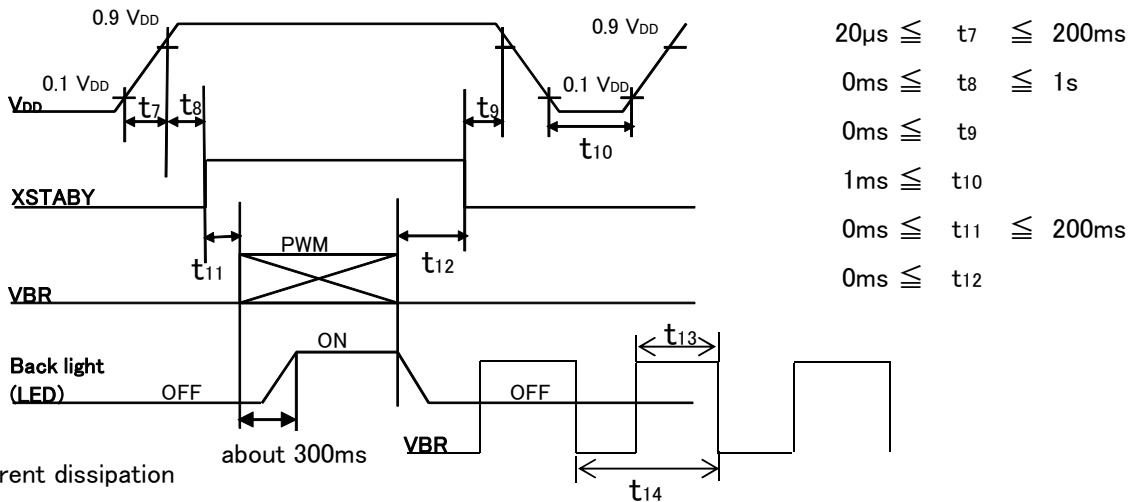 0.9 VDD
0.9 VDD
0.1 VDD
0.1 VDD
VDD
t7
t8
t9
t10
XSTABY
t11
PWM
t12
VBR
ON
Back light
(LED)
OFF
OFF
t13
about 300ms
VBR
t14
rent dissipation
20μs ≦ t7 ≦ 200ms
0ms ≦ t8 ≦ 1s
0ms ≦ t9
1ms ≦ t10
0ms ≦ t11 ≦ 200ms
0ms ≦ t12